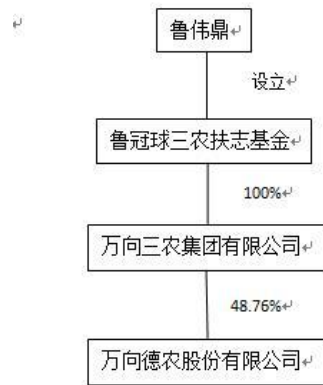 鲁伟鼎
设立
鲁冠球三农扶志基金
100%
万向三农集团有限公司
48.76%
万向德农股份有限公司